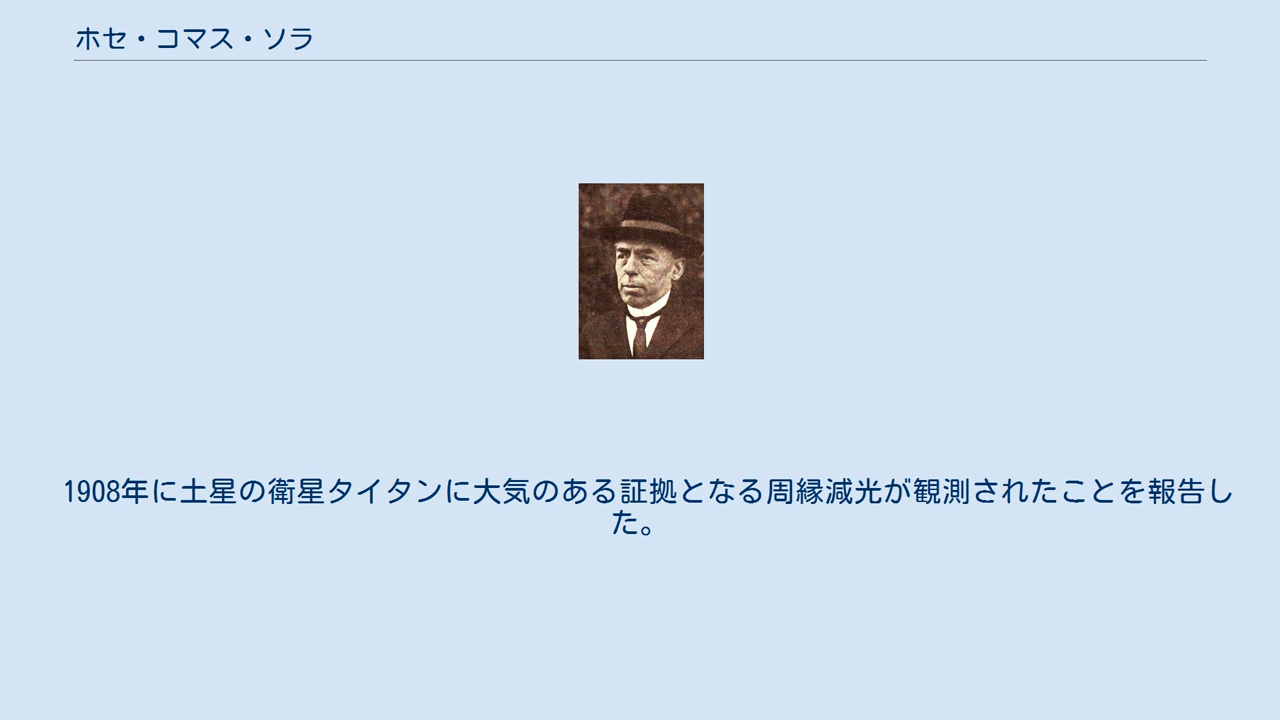 ホセ・コマス・ソラ
1908年に土星の衛星タイタンに大気のある証拠となる周縁減光が観測されたことを報告し
た。